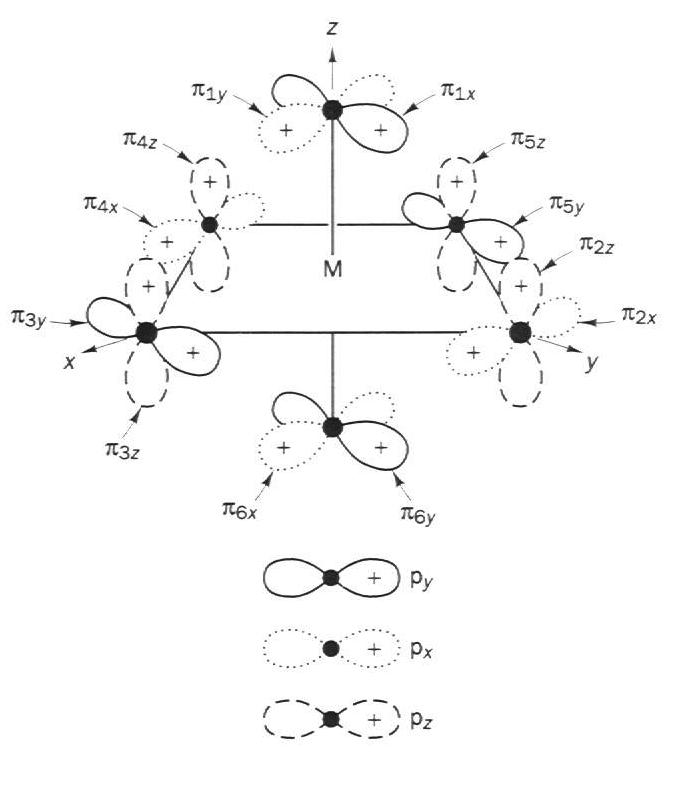 z
π1y π1x
+ +
π4z π5z
+ +
π4x π5y
+ +
π2z
+ +
M
π3y π2x
+ +
x y
π3z
+ +
π6x π6y
+ py
+ px
+ pz